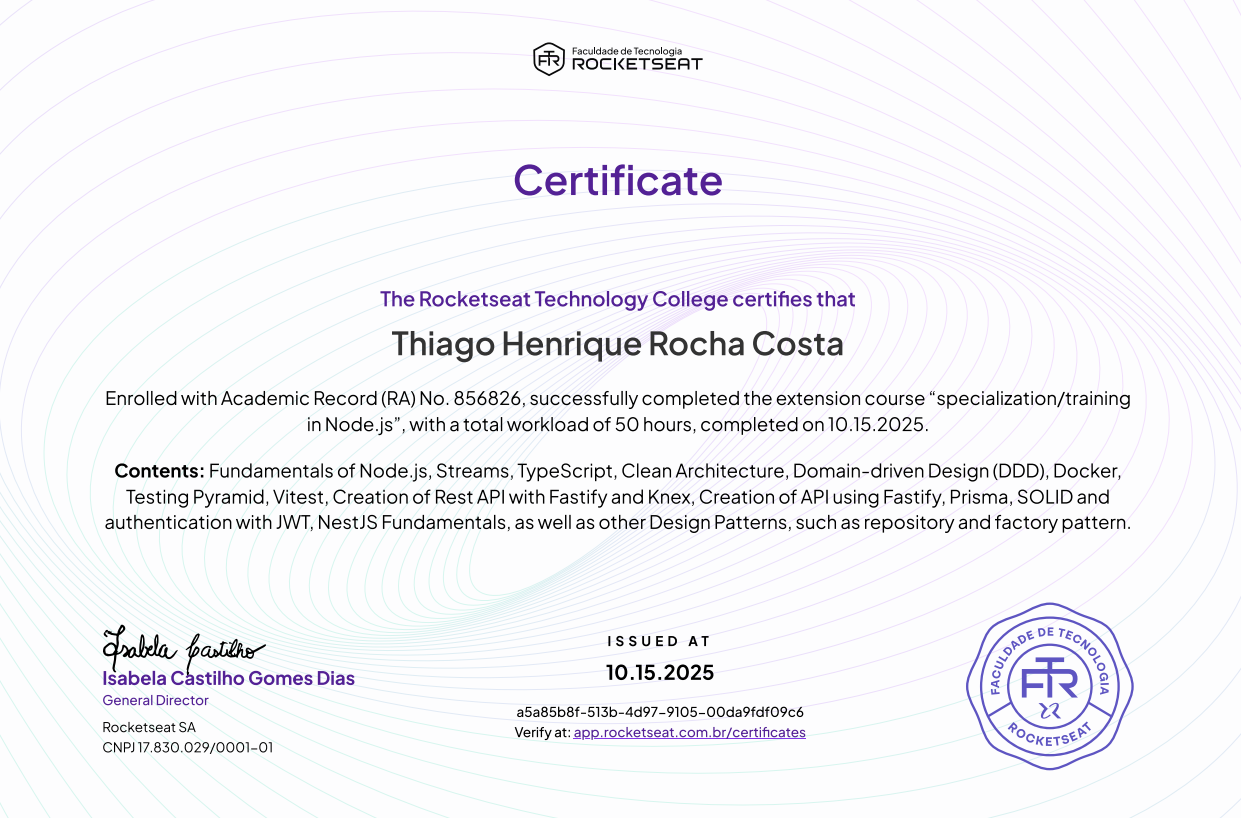 Faculdade de Tecnologia
ROCKETSEAT
Certificate
The Rocketseat Technology College certifies that
Thiago Henrique Rocha Costa
Enrolled with Academic Record (RA) No. 856826, successfully completed the extension course “specialization/training
in Node.js”, with a total workload of 50 hours, completed on 10.15.2025.
Contents: Fundamentals of Node.js, Streams, TypeScript, Clean Architecture, Domain-driven Design (DDD), Docker,
Testing Pyramid, Vitest, Creation of Rest API with Fastify and Knex, Creation of API using Fastify, Prisma, SOLID and
authentication with JWT, NestJS Fundamentals, as well as other Design Patterns, such as repository and factory pattern.
Isabela Castilho
Isabela Castilho Gomes Dias
General Director
Rocketseat SA
CNPJ 17.830.029/0001-01
ISSUED AT
10.15.2025
a5a85b8f-513b-4d97-9105-00da9fdf09c6
Verify at: app.rocketseat.com.br/certificates
FACULDADE DE TECNOLOGIA
FTR
ROCKETSEAT